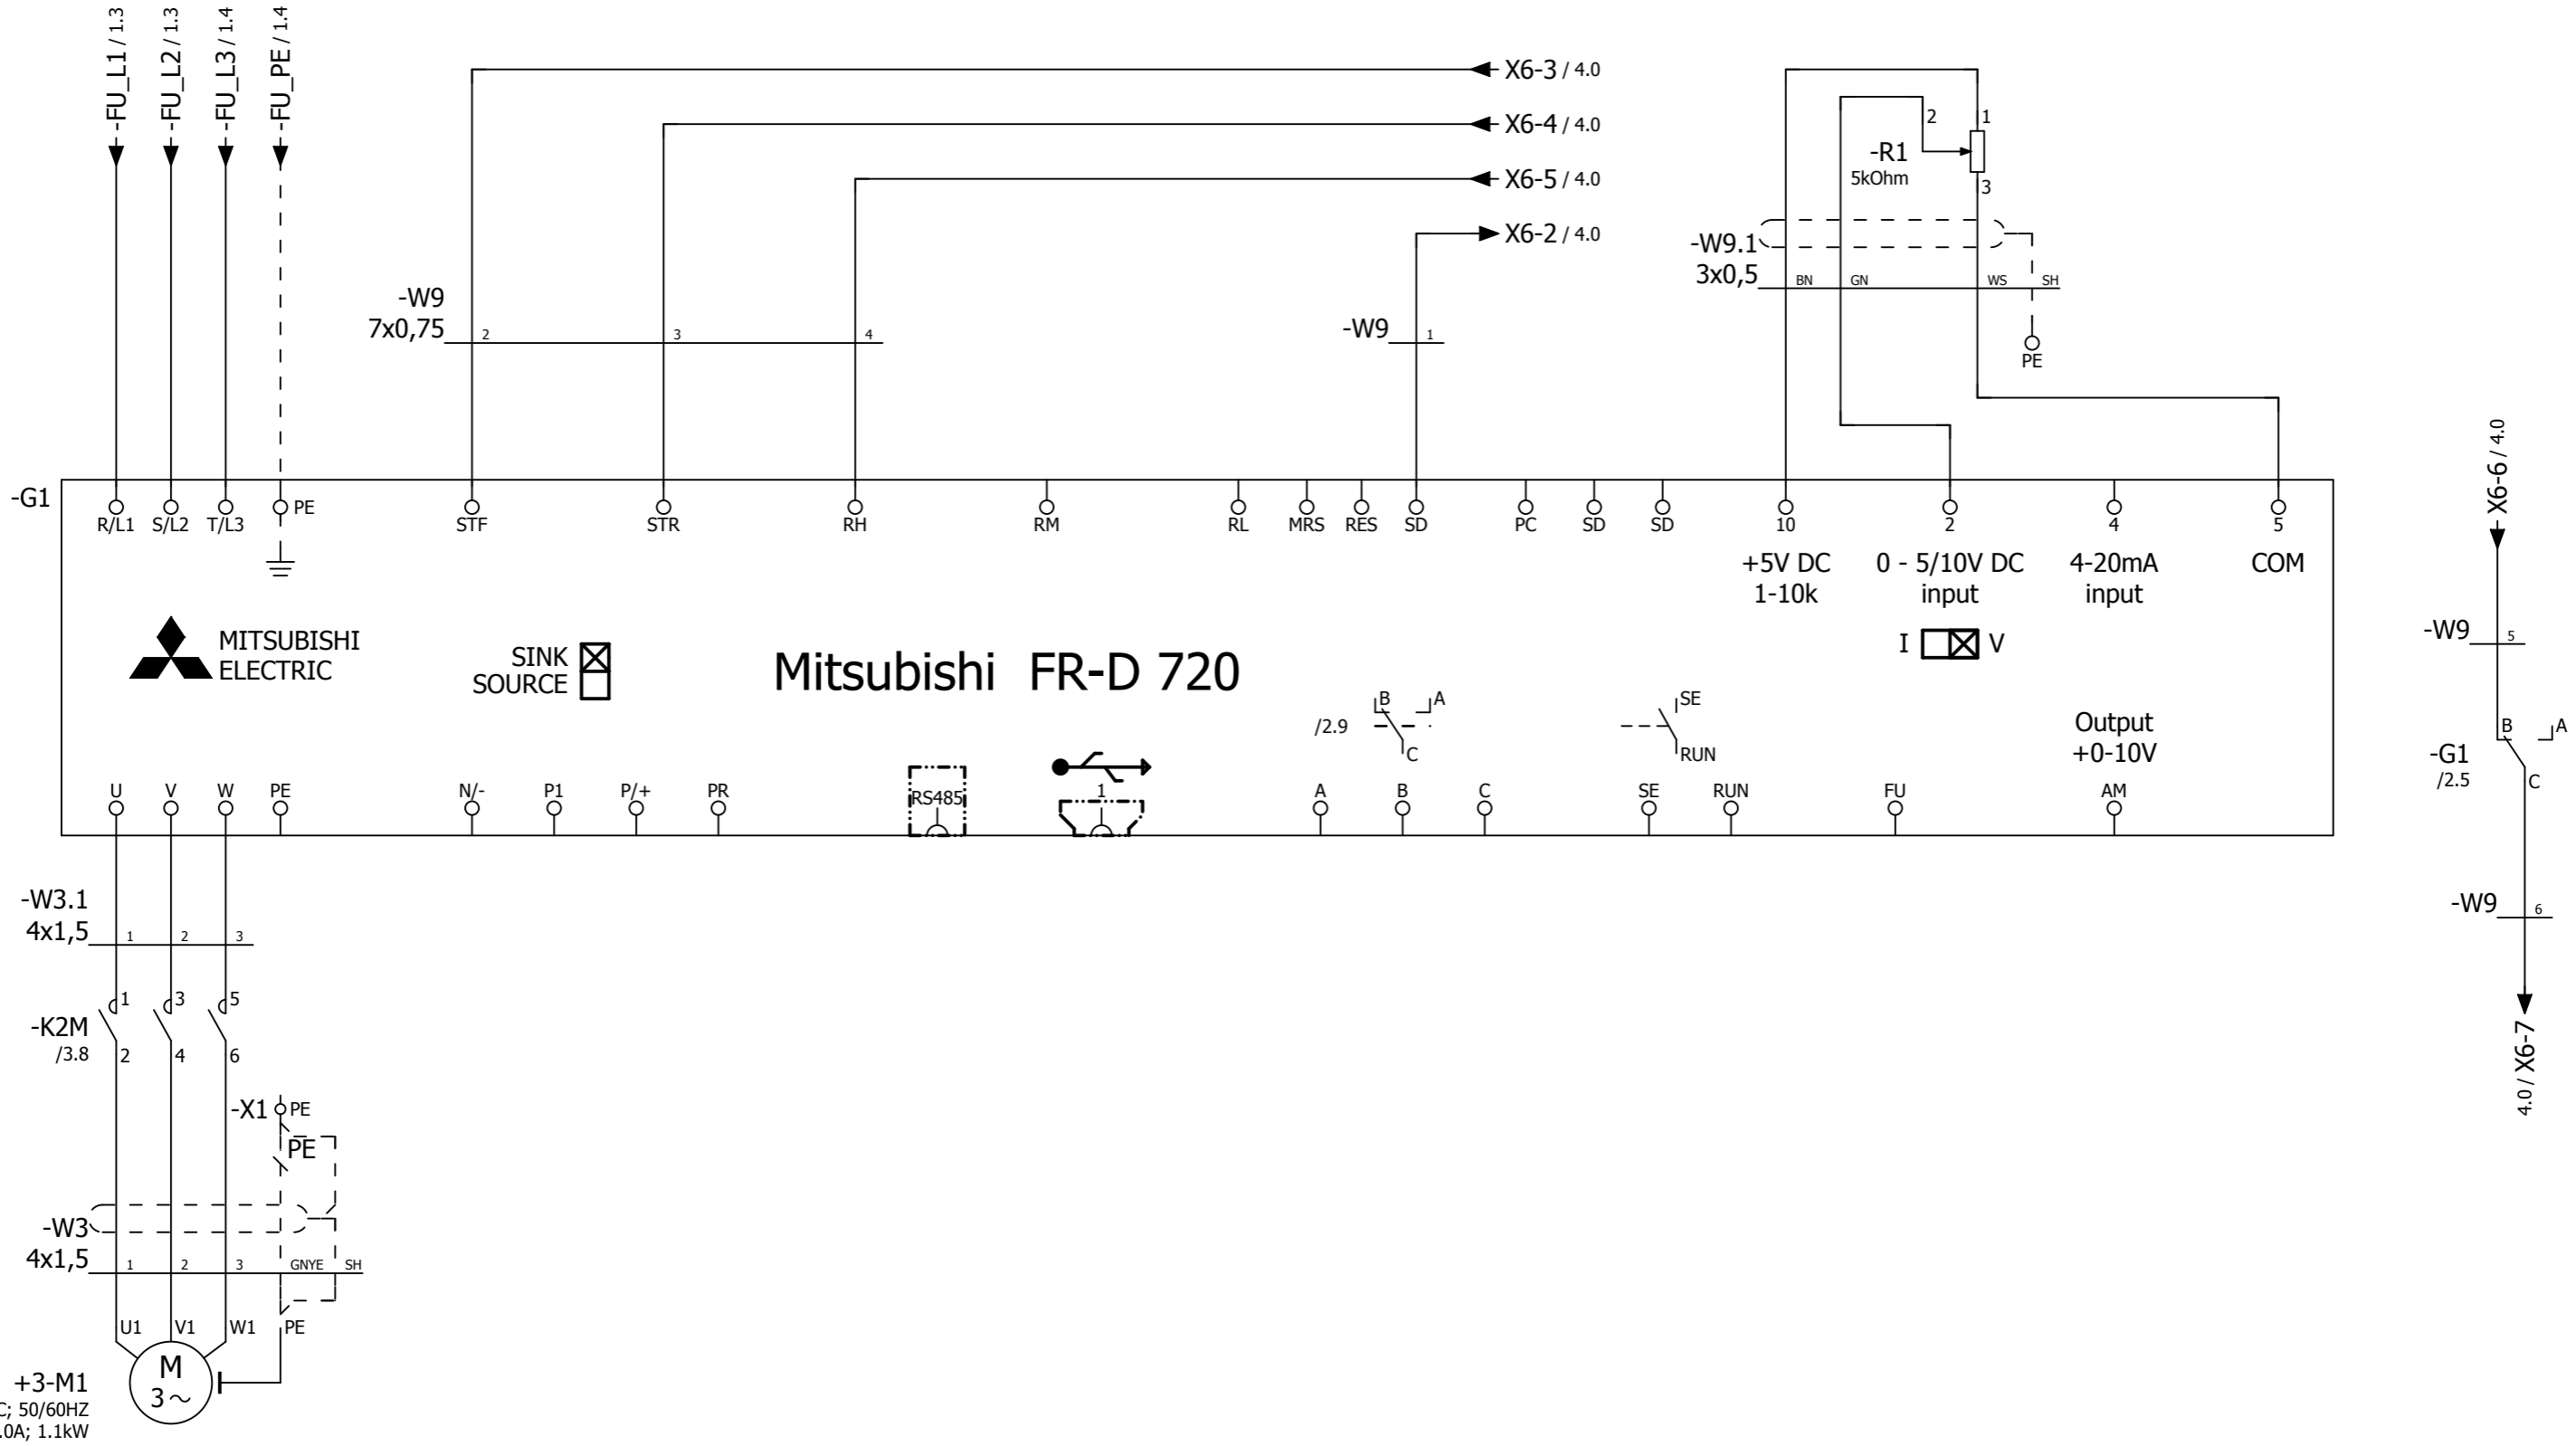 -FU_L1 / 1.3
-FU_L2 / 1.3
-FU_L3 / 1.4
-FU_PE / 1.4
X6-3 / 4.0
X6-4 / 4.0
X6-5 / 4.0
X6-2 / 4.0
2
1
-R1
5kOhm
3
-W9.1
3x0,5
BN GN WS SH
PE
-W9
7x0,75
2 3 4
-W9
1
X6-6 / 4.0
-G1
R/L1 S/L2 T/L3 PE STF STR RH RM RL MRS RES SD PC SD SD 10 2 4 5
+5V DC
1-10k
0 - 5/10V DC
input
4-20mA
input
COM
MITSUBISHI
ELECTRIC
SINK
SOURCE
Mitsubishi FR-D 720
I V
/2.9
B A
C
SE
RUN
Output
+0-10V
U V W PE N/- P1 P/+ PR RS485 1 A B C SE RUN FU AM
-W9
5
B A
-G1
/2.5
C
-W9
6
4.0 / X6-7
-W3.1
4x1,5
1 2 3
1 3 5
-K2M
/3.8
2 4 6
-X1 PE
PE
-W3
4x1,5
1 2 3 GNYE SH
U1 V1 W1 PE
M
3~
+3-M1
C; 50/60HZ
.0A; 1.1kW